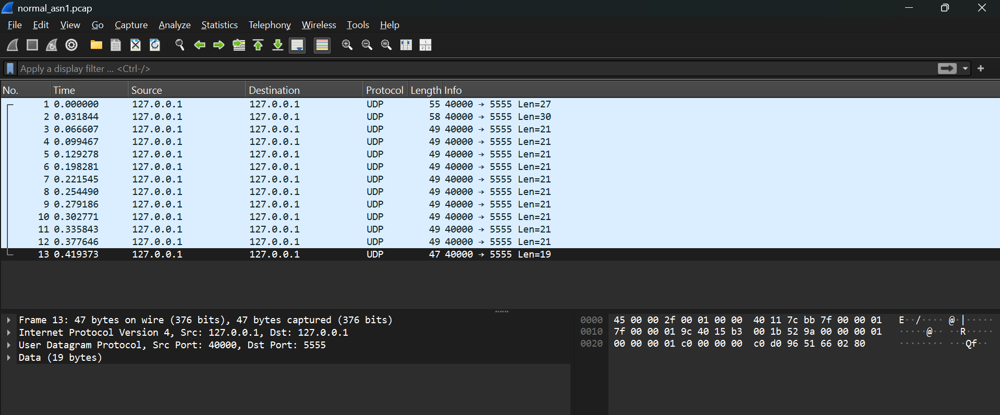 normal_asn1.pcap
File Edit View Go Capture Analyze Statistics Telephony Wireless Tools Help
Apply a display filter ... <Ctrl-/>
No. Time Source Destination Protocol Length Info
1 0.000000 127.0.0.1 127.0.0.1 UDP 55 40000 → 5555 Len=27
2 0.031844 127.0.0.1 127.0.0.1 UDP 58 40000 → 5555 Len=30
3 0.066607 127.0.0.1 127.0.0.1 UDP 49 40000 → 5555 Len=21
4 0.099467 127.0.0.1 127.0.0.1 UDP 49 40000 → 5555 Len=21
5 0.129278 127.0.0.1 127.0.0.1 UDP 49 40000 → 5555 Len=21
6 0.198281 127.0.0.1 127.0.0.1 UDP 49 40000 → 5555 Len=21
7 0.221545 127.0.0.1 127.0.0.1 UDP 49 40000 → 5555 Len=21
8 0.254490 127.0.0.1 127.0.0.1 UDP 49 40000 → 5555 Len=21
9 0.279186 127.0.0.1 127.0.0.1 UDP 49 40000 → 5555 Len=21
10 0.302771 127.0.0.1 127.0.0.1 UDP 49 40000 → 5555 Len=21
11 0.335843 127.0.0.1 127.0.0.1 UDP 49 40000 → 5555 Len=21
12 0.377646 127.0.0.1 127.0.0.1 UDP 49 40000 → 5555 Len=21
13 0.419373 127.0.0.1 127.0.0.1 UDP 47 40000 → 5555 Len=19
Frame 13: 47 bytes on wire (376 bits), 47 bytes captured (376 bits)
Internet Protocol Version 4, Src: 127.0.0.1, Dst: 127.0.0.1
User Datagram Protocol, Src Port: 40000, Dst Port: 5555
Data (19 bytes)
0000 45 00 00 2f 00 01 00 00 40 11 7c bb 7f 00 00 01 E··/···· @·|·····
0010 7f 00 00 01 9c 40 15 b3 00 1b 52 9a 00 00 00 01 ·····@·· ··R·····
0020 00 00 00 01 c0 00 00 00 c0 d0 96 51 66 02 80 ········ ···Qf··